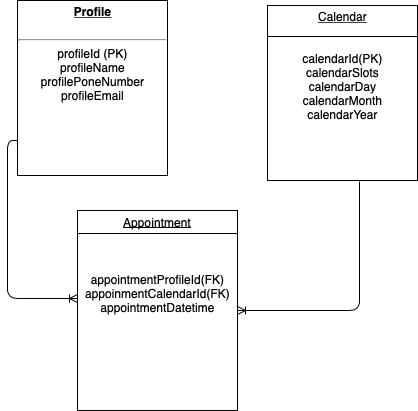 Profile
profileId (PK)
profileName
profilePoneNumber
profileEmail
Calendar
calendarId(PK)
calendarSlots
calendarDay
calendarMonth
calendarYear
Appointment
appointmentProfileId(FK)
appoinmentCalendarId(FK)
appointmentDatetime